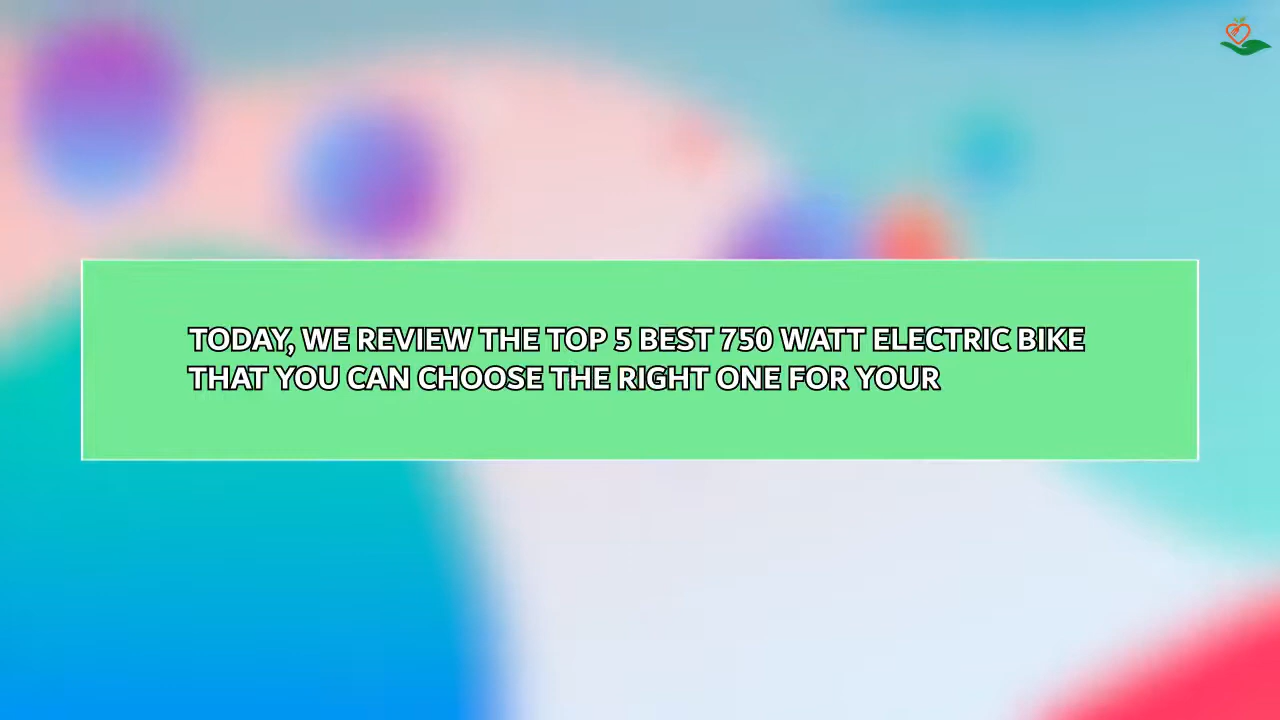 TODAY, WE REVIEW THE TOP 5 BEST 750 WATT ELECTRIC BIKE
THAT YOU CAN CHOOSE THE RIGHT ONE FOR YOUR